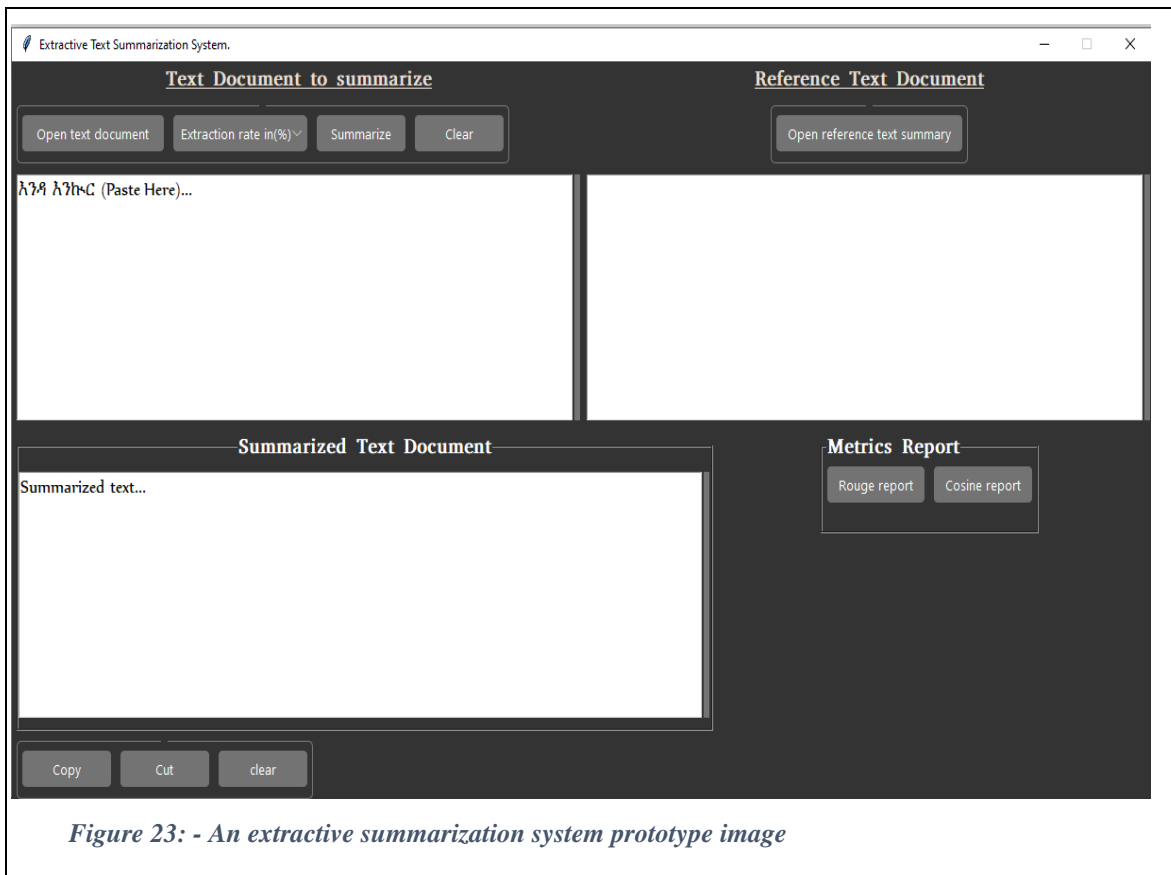 Extractive Text Summarization System.
Text Document to summarize
Reference Text Document
Open text document
Extraction rate in(%)
Summarize
Clear
Open reference text summary
እንዳ እንኩር (Paste Here)...
Summarized Text Document
Summarized text...
Metrics Report
Rouge report
Cosine report
Copy
Cut
clear
Figure 23: - An extractive summarization system prototype image